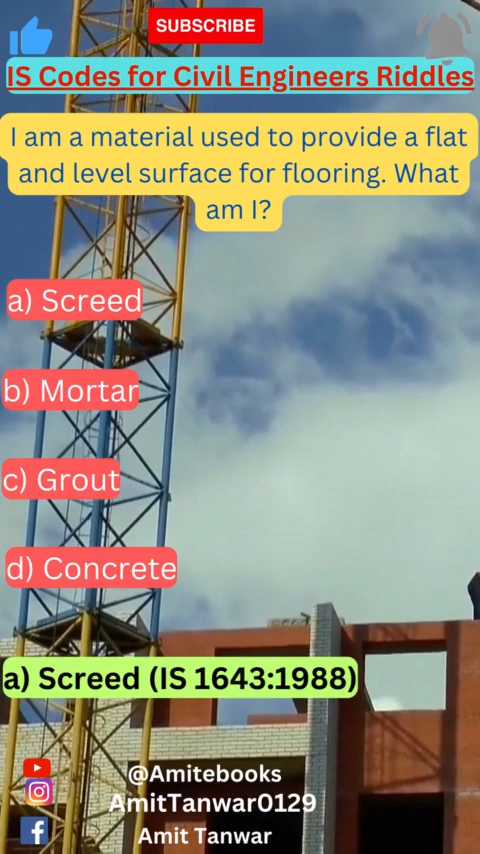 SUBSCRIBE
IS Codes for Civil Engineers Riddles
I am a material used to provide a flat
and level surface for flooring. What
am I?
a) Screed
b) Mortar
c) Grout
d) Concrete
a) Screed (IS 1643:1988)
@Amitebooks
AmitTanwar0129
Amit Tanwar